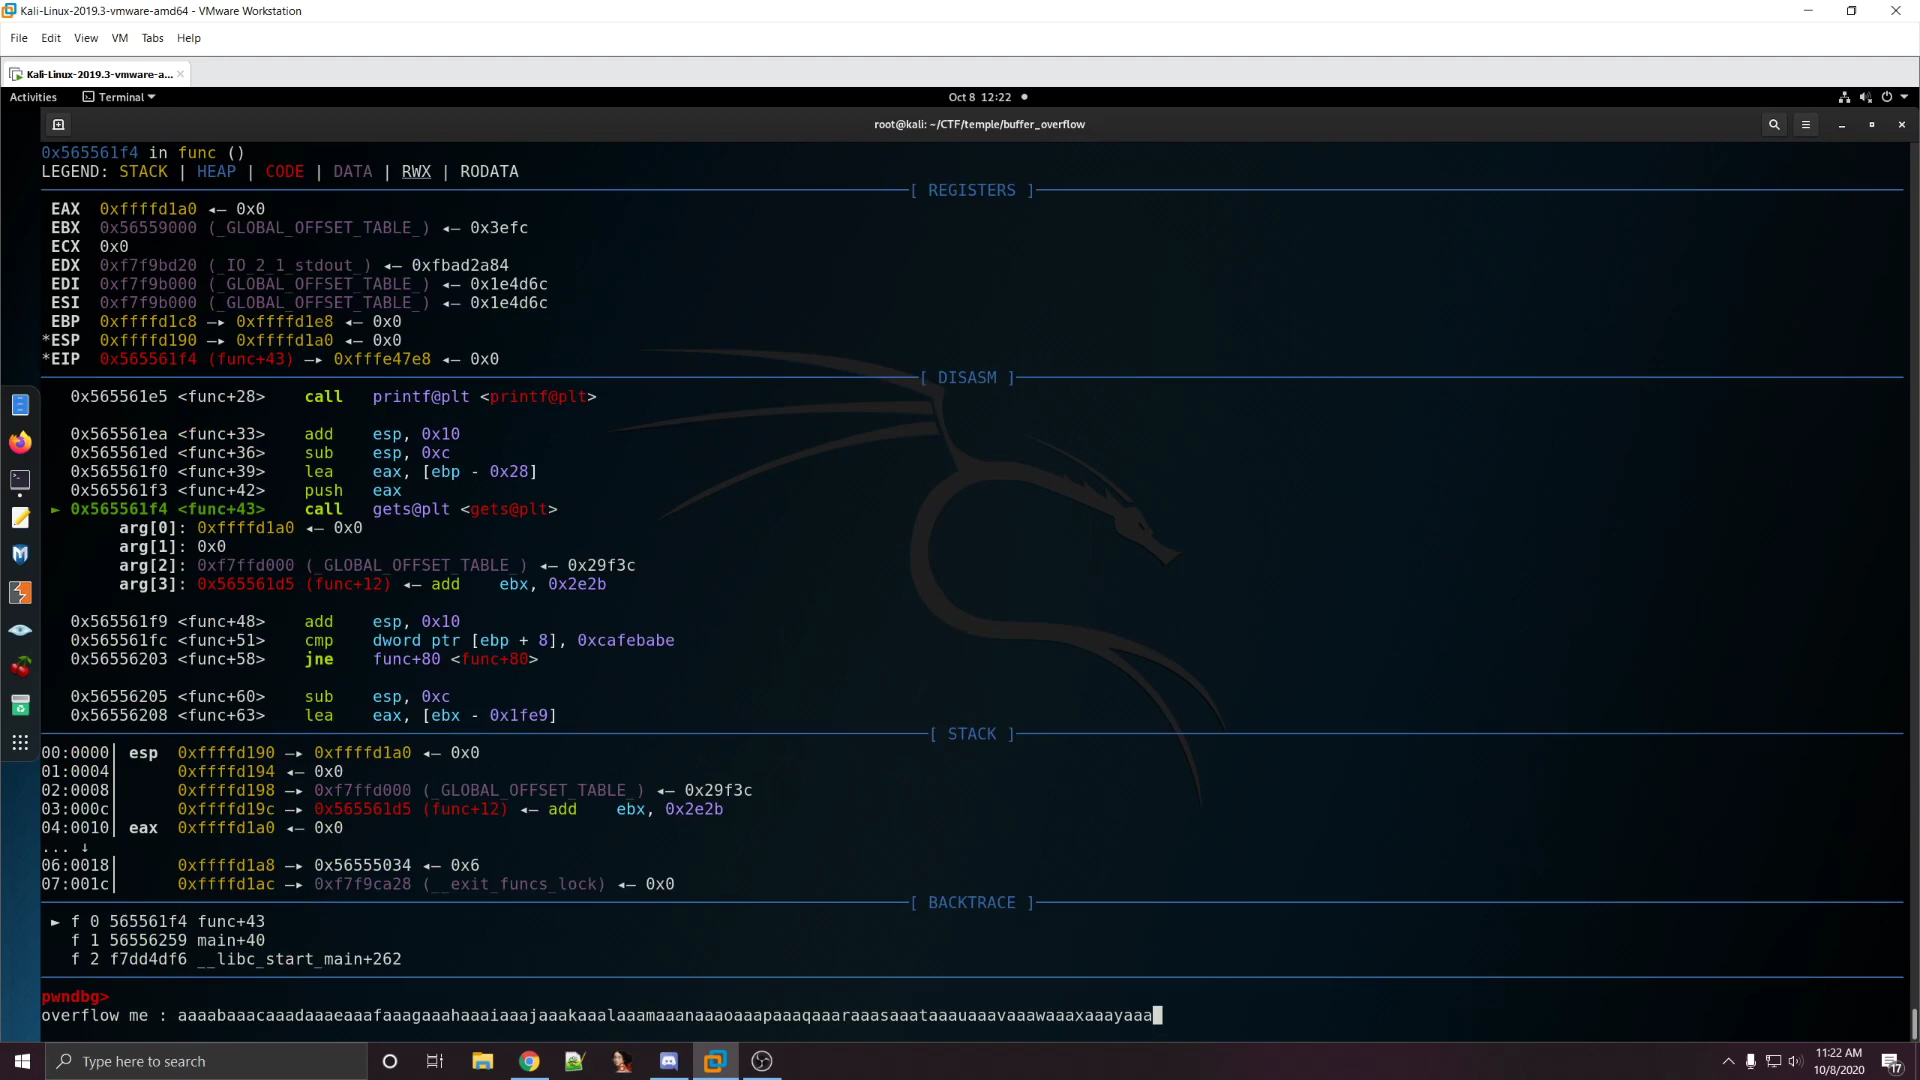 Kali-Linux-2019.3-vmware-amd64 - VMware Workstation
File Edit View VM Tabs Help
Kali-Linux-2019.3-vmware-a...
Activities Terminal Oct 8 12:22
root@kali: ~/CTF/temple/buffer_overflow
0x565561f4 in func ()
LEGEND: STACK | HEAP | CODE | DATA | RWX | RODATA
[ REGISTERS ]
EAX 0xffffd1a0 ◂— 0x0
EBX 0x56559000 (_GLOBAL_OFFSET_TABLE_) ◂— 0x3efc
ECX 0x0
EDX 0xf7f9bd20 (_IO_2_1_stdout_) ◂— 0xfbad2a84
EDI 0xf7f9b000 (_GLOBAL_OFFSET_TABLE_) ◂— 0x1e4d6c
ESI 0xf7f9b000 (_GLOBAL_OFFSET_TABLE_) ◂— 0x1e4d6c
EBP 0xffffd1c8 —▸ 0xffffd1e8 ◂— 0x0
*ESP 0xffffd190 —▸ 0xffffd1a0 ◂— 0x0
*EIP 0x565561f4 (func+43) —▸ 0xfffe47e8 ◂— 0x0
[ DISASM ]
0x565561e5 <func+28> call printf@plt <printf@plt>
0x565561ea <func+33> add esp, 0x10
0x565561ed <func+36> sub esp, 0xc
0x565561f0 <func+39> lea eax, [ebp - 0x28]
0x565561f3 <func+42> push eax
► 0x565561f4 <func+43> call gets@plt <gets@plt>
arg[0]: 0xffffd1a0 ◂— 0x0
arg[1]: 0x0
arg[2]: 0xf7ffd000 (_GLOBAL_OFFSET_TABLE_) ◂— 0x29f3c
arg[3]: 0x565561d5 (func+12) ◂— add ebx, 0x2e2b
0x565561f9 <func+48> add esp, 0x10
0x565561fc <func+51> cmp dword ptr [ebp + 8], 0xcafebabe
0x56556203 <func+58> jne func+80 <func+80>
0x56556205 <func+60> sub esp, 0xc
0x56556208 <func+63> lea eax, [ebx - 0x1fe9]
[ STACK ]
00:0000│ esp 0xffffd190 —▸ 0xffffd1a0 ◂— 0x0
01:0004│ 0xffffd194 ◂— 0x0
02:0008│ 0xffffd198 —▸ 0xf7ffd000 (_GLOBAL_OFFSET_TABLE_) ◂— 0x29f3c
03:000c│ 0xffffd19c —▸ 0x565561d5 (func+12) ◂— add ebx, 0x2e2b
04:0010│ eax 0xffffd1a0 ◂— 0x0
... ↓
06:0018│ 0xffffd1a8 —▸ 0x56555034 ◂— 0x6
07:001c│ 0xffffd1ac —▸ 0xf7f9ca28 (__exit_funcs_lock) ◂— 0x0
[ BACKTRACE ]
► f 0 565561f4 func+43
f 1 56556259 main+40
f 2 f7dd4df6 __libc_start_main+262
pwndbg>
overflow me : aaaabaaacaaadaaaeaaafaaagaaahaaaiaaajaaakaaalaaamaaanaaaoaaapaaaqaaaraaasaaataaauaaavaaawaaaxaaayaaa
Type here to search
11:22 AM
10/8/2020
17